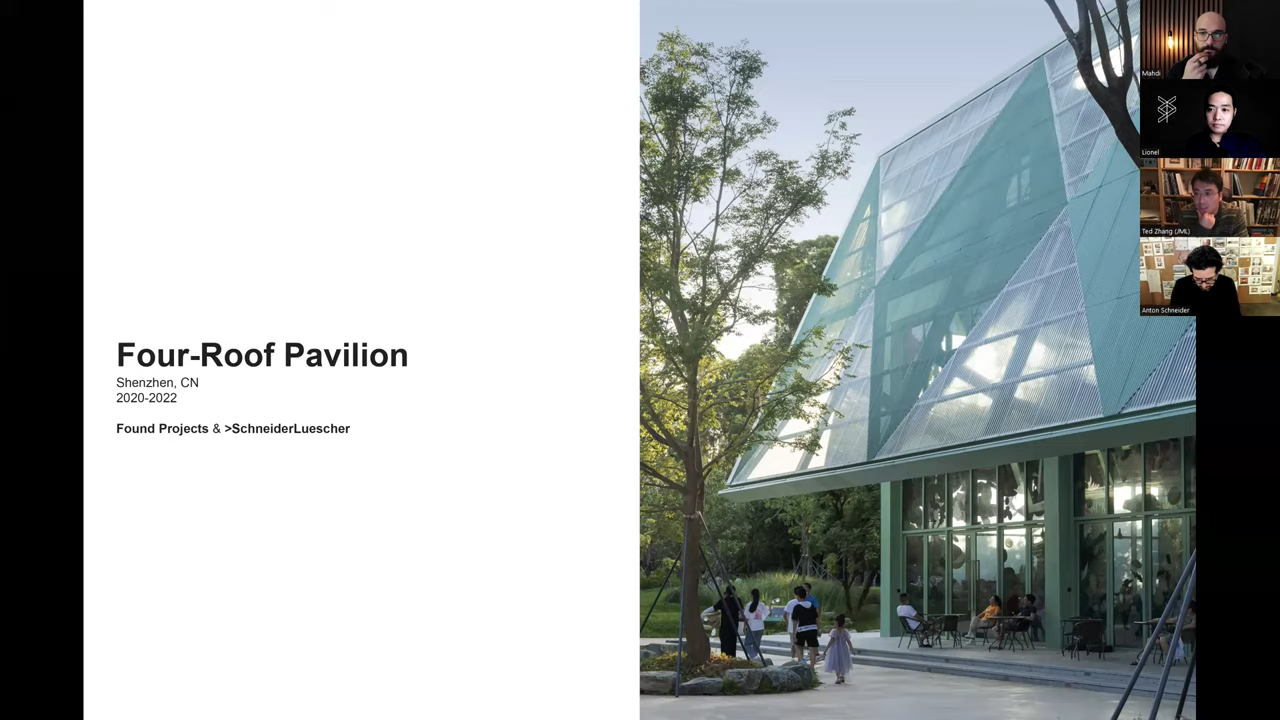 Four-Roof Pavilion
Shenzhen, CN
2020-2022
Found Projects & >SchneiderLuescher
Mahdi
Lionel
Ted Zhang (JML)
Anton Schneider